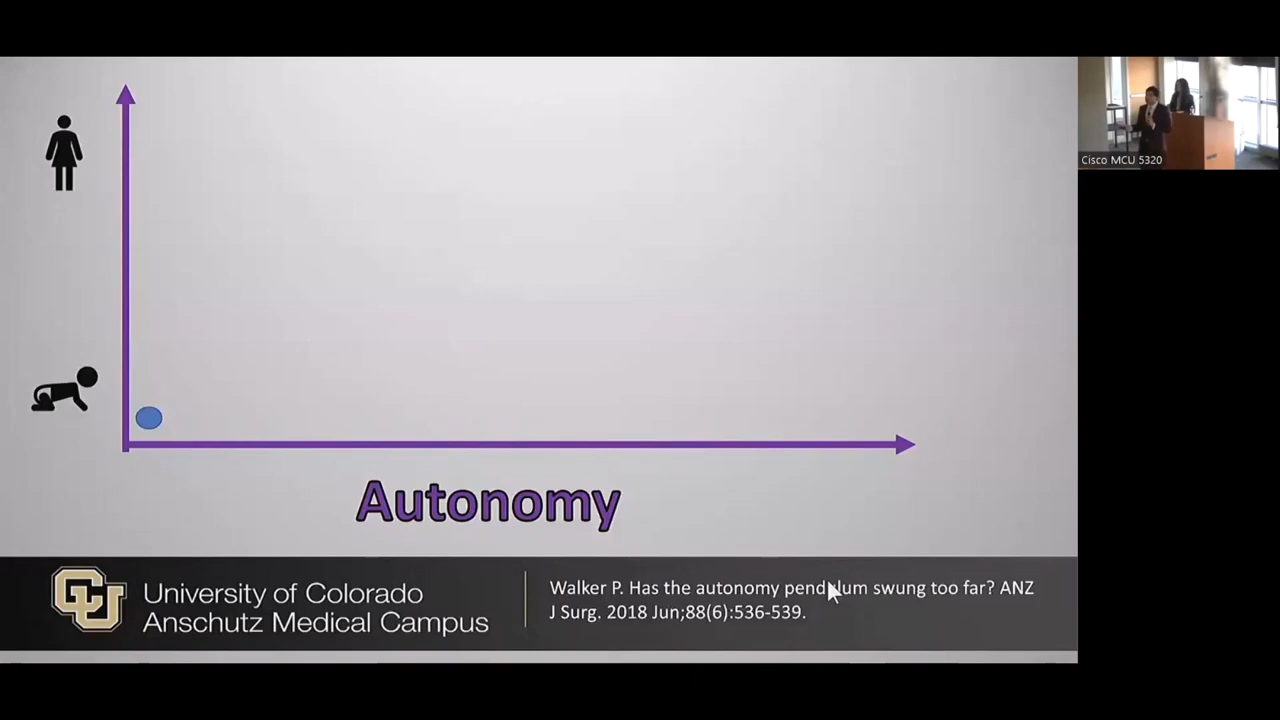 Cisco MCU 5320
Autonomy
CU
University of Colorado
Anschutz Medical Campus
Walker P. Has the autonomy pendulum swung too far? ANZ
J Surg. 2018 Jun;88(6):536-539.